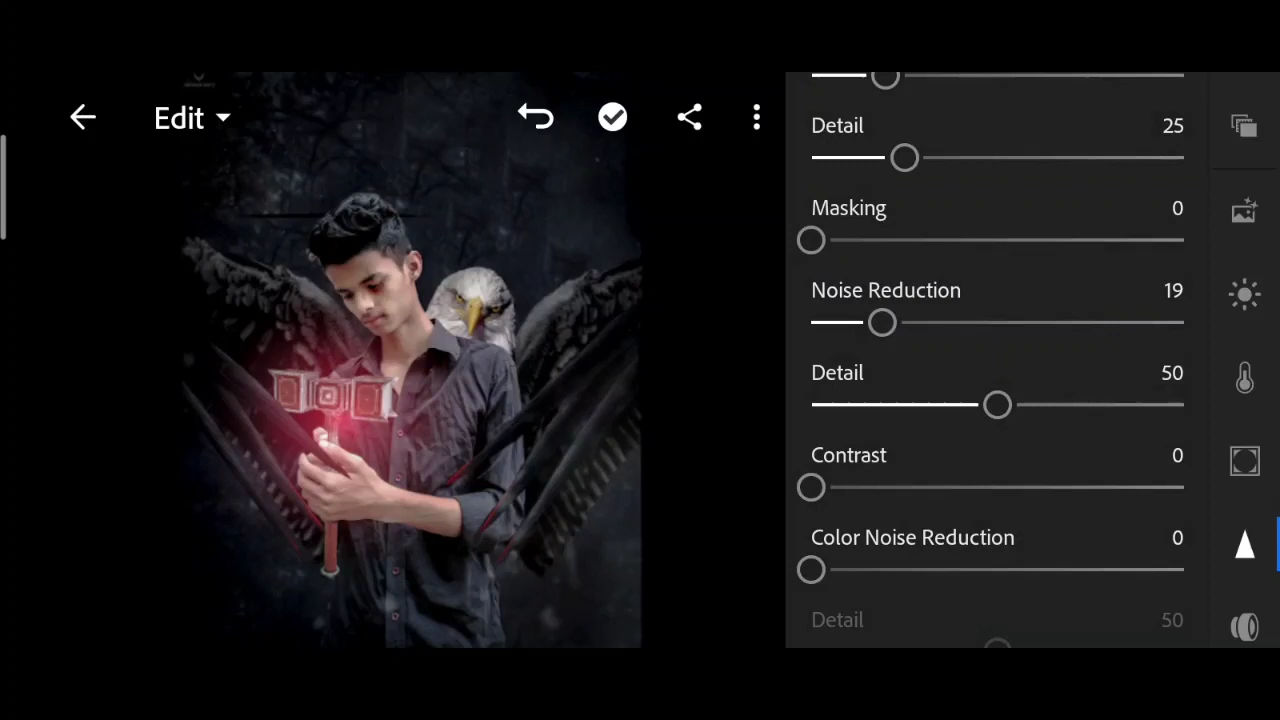 Edit
Detail 25
Masking 0
Noise Reduction 19
Detail 50
Contrast 0
Color Noise Reduction 0
Detail 50